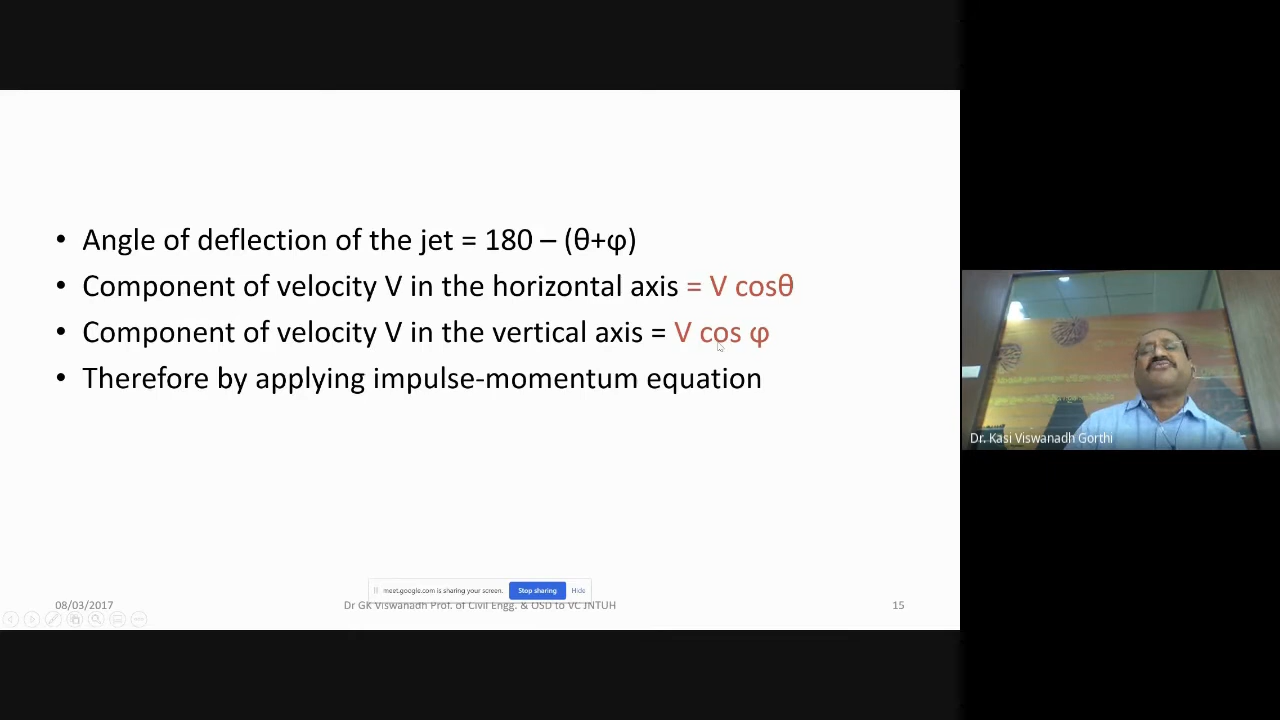 • Angle of deflection of the jet = 180 – (θ+φ)
• Component of velocity V in the horizontal axis = V cosθ
• Component of velocity V in the vertical axis = V cos φ
• Therefore by applying impulse-momentum equation
Dr. Kasi Viswanadh Gorthi
meet.google.com is sharing your screen. Stop sharing Hide
08/03/2017 Dr GK Viswanadh Prof. of Civil Engg. & OSD to VC JNTUH 15